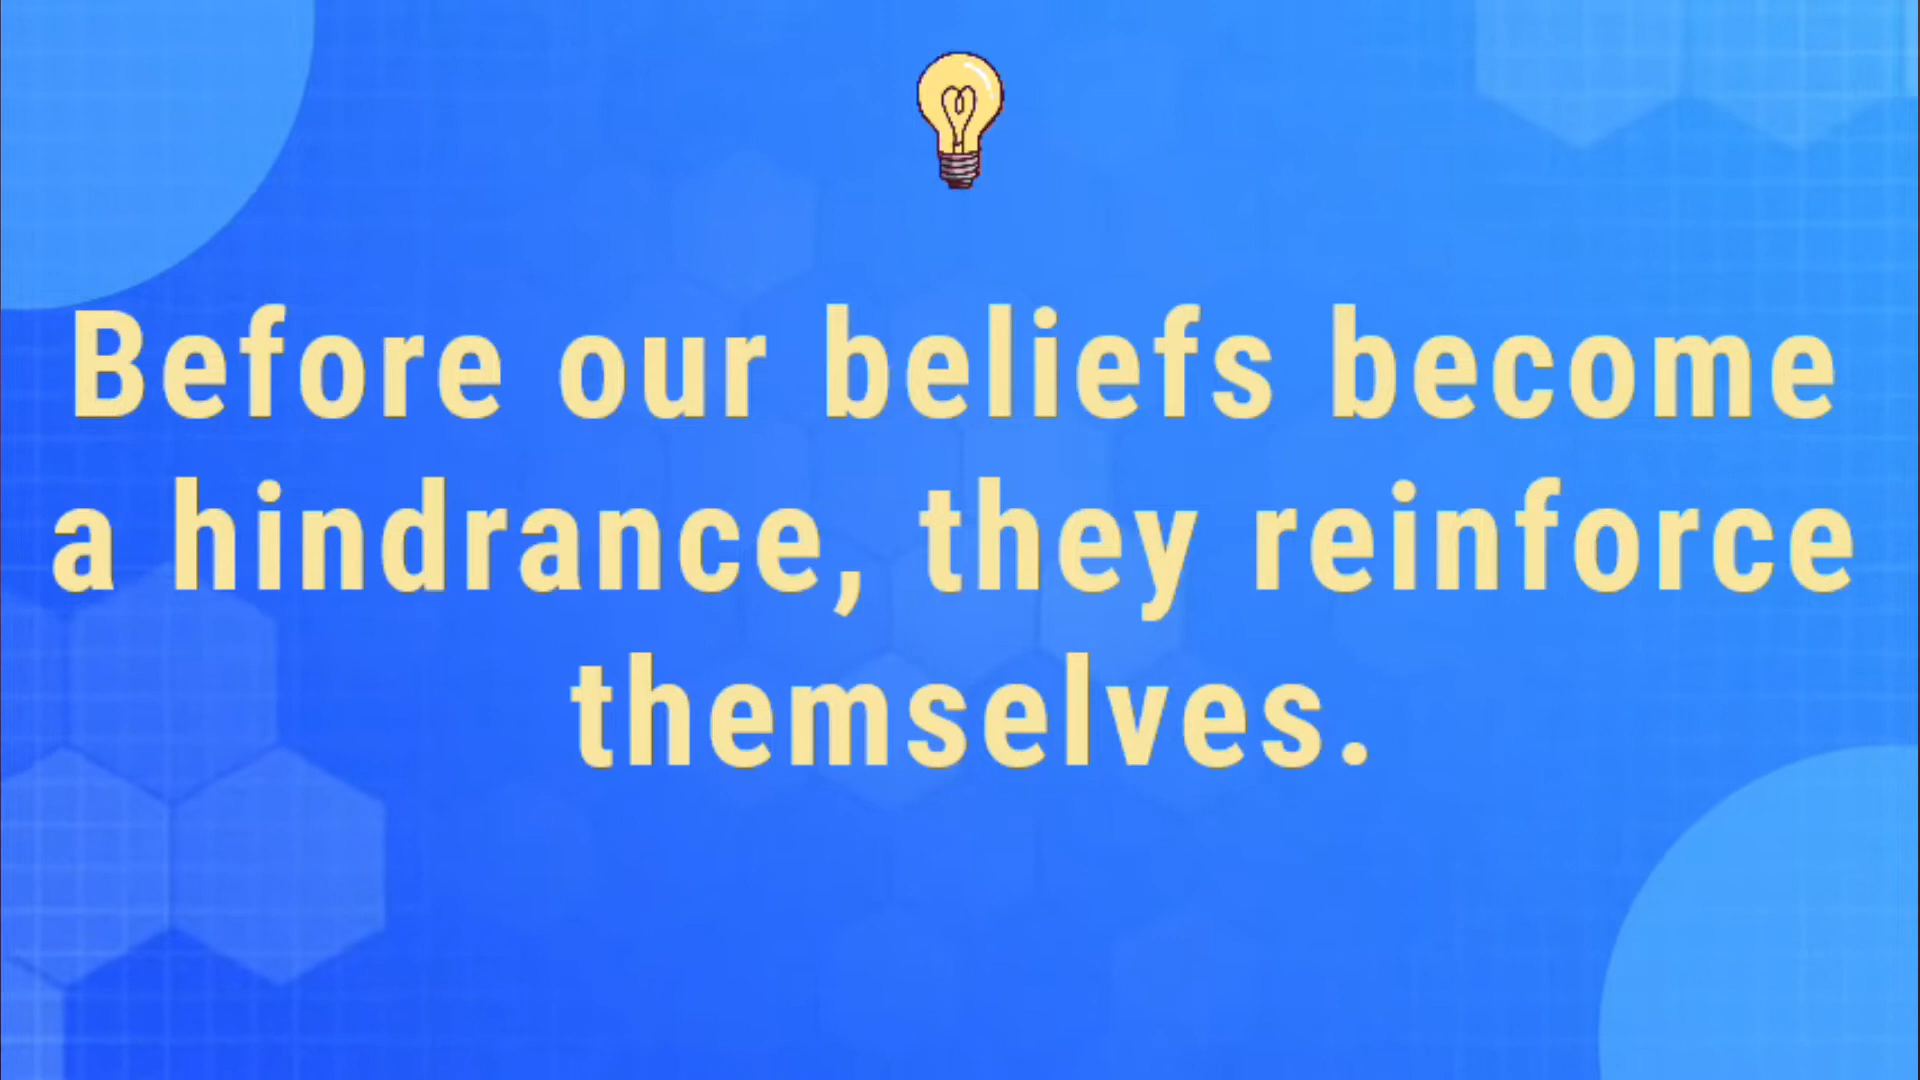 Before our beliefs become
a hindrance, they reinforce
themselves.